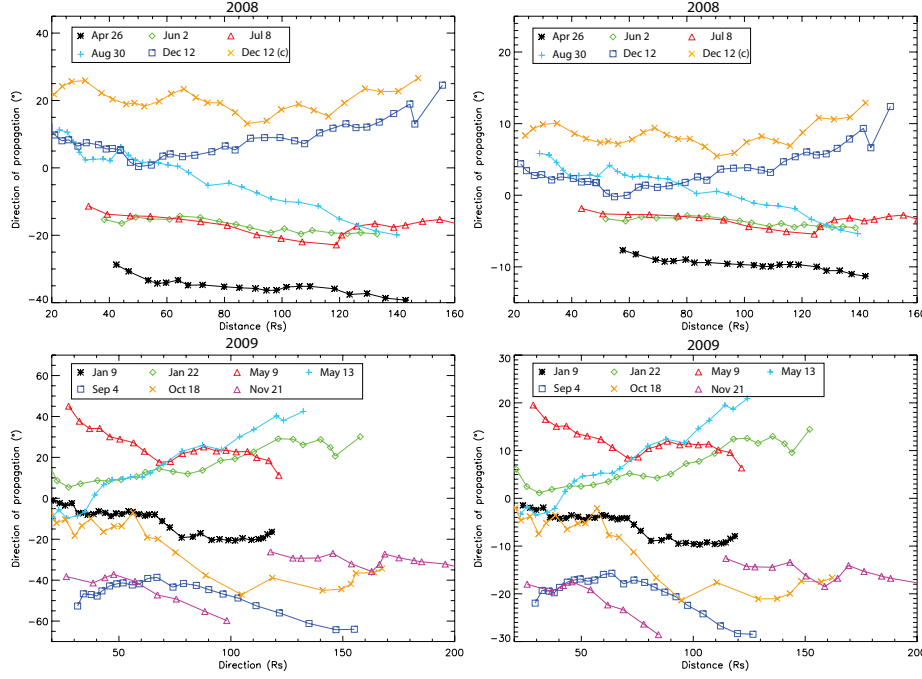 2008
Apr 26 Jun 2 Jul 8
Aug 30 Dec 12 Dec 12 (c)
Direction of propagation (°)
40
20
0
−20
−40
20 40 60 80 100 120 140 160
Distance (Rs)
2008
Apr 26 Jun 2 Jul 8
Aug 30 Dec 12 Dec 12 (c)
Direction of propagation (°)
20
10
0
−10
20 40 60 80 100 120 140 160
Distance (Rs)
2009
Jan 9 Jan 22 May 9 May 13
Sep 4 Oct 18 Nov 21
Direction of propagation (°)
60
40
20
0
−20
−40
−60
50 100 150 200
Direction (Rs)
2009
Jan 9 Jan 22 May 9 May 13
Sep 4 Oct 18 Nov 21
Direction of propagation (°)
30
20
10
0
−10
−20
−30
50 100 150 200
Distance (Rs)